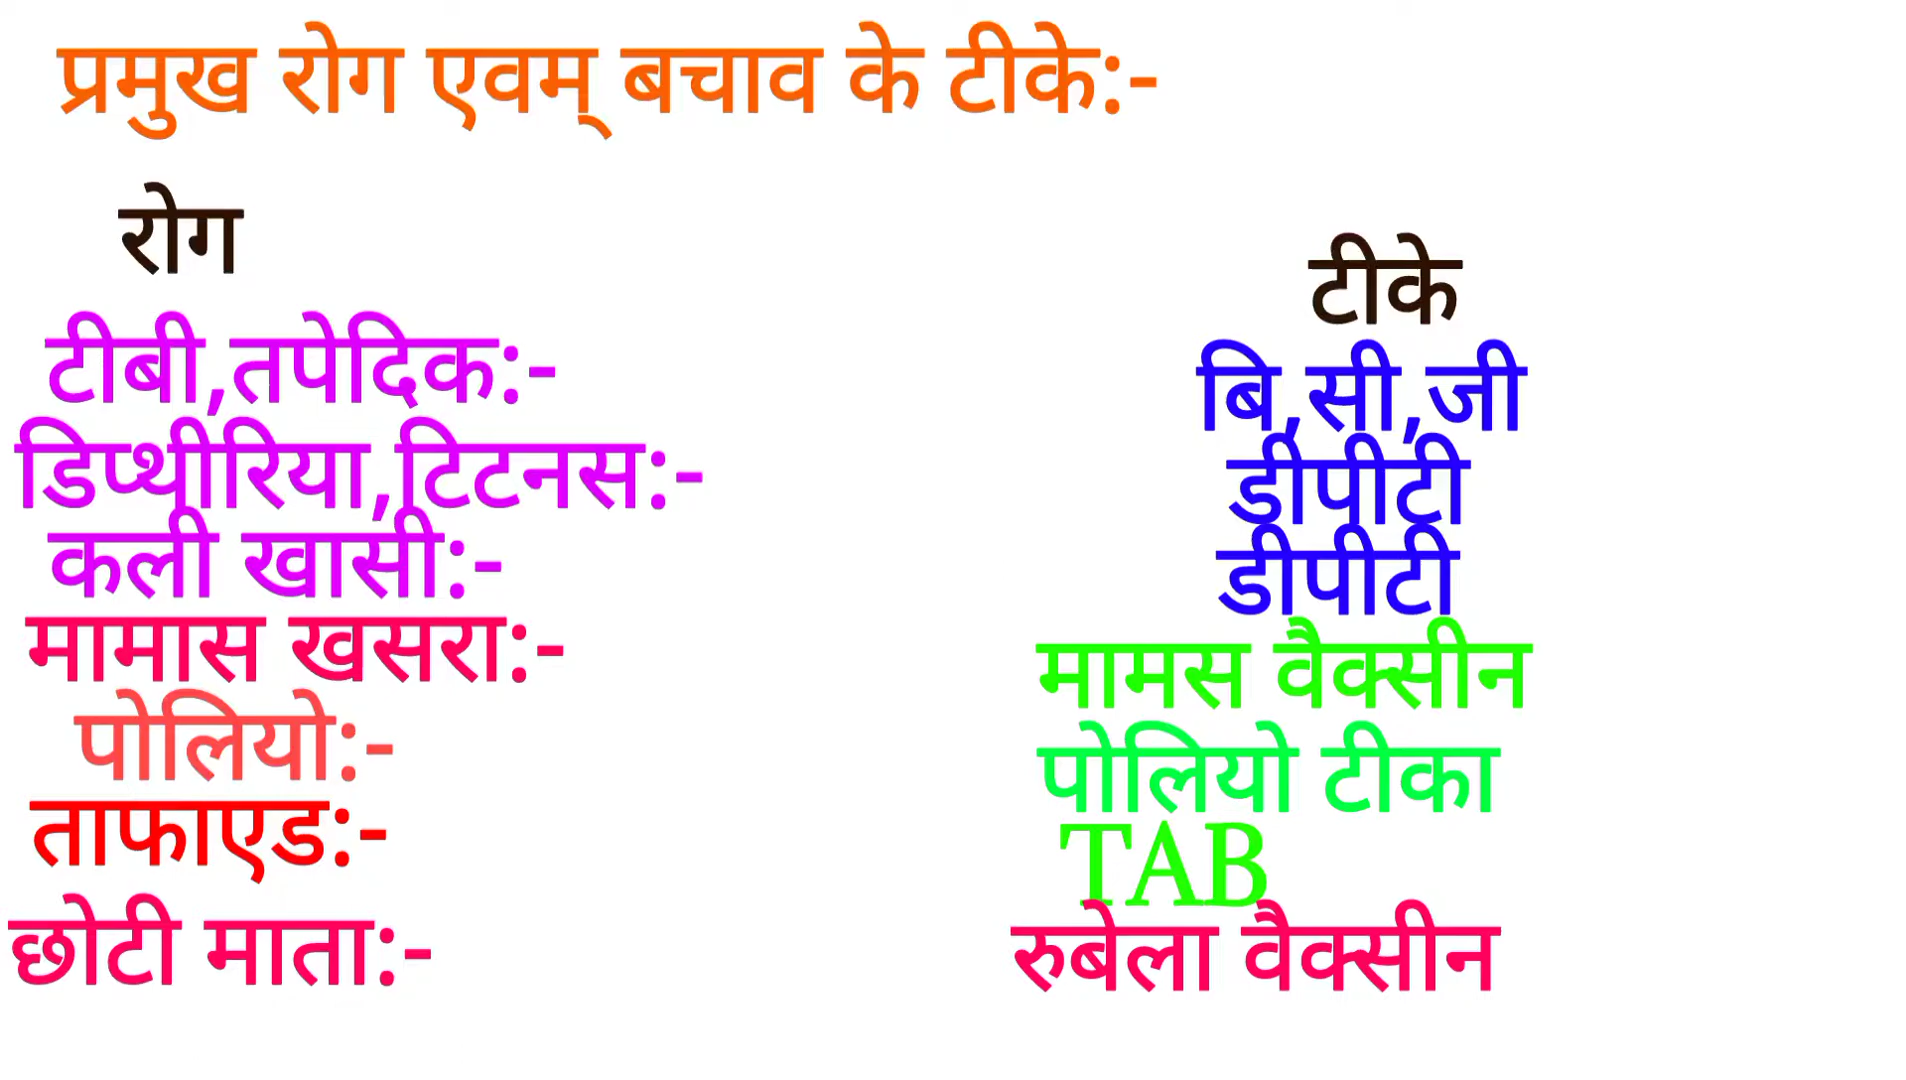 प्रमुख रोग एवम् बचाव के टीके:-
रोग
टीके
टीबी,तपेदिक:-
बि,सी,जी
डिप्थीरिया,टिटनस:-
डीपीटी
कली खासी:-
डीपीटी
मामास खसरा:-
मामस वैक्सीन
पोलियो:-
पोलियो टीका
ताफाएड:-
TAB
छोटी माता:-
रुबेला वैक्सीन